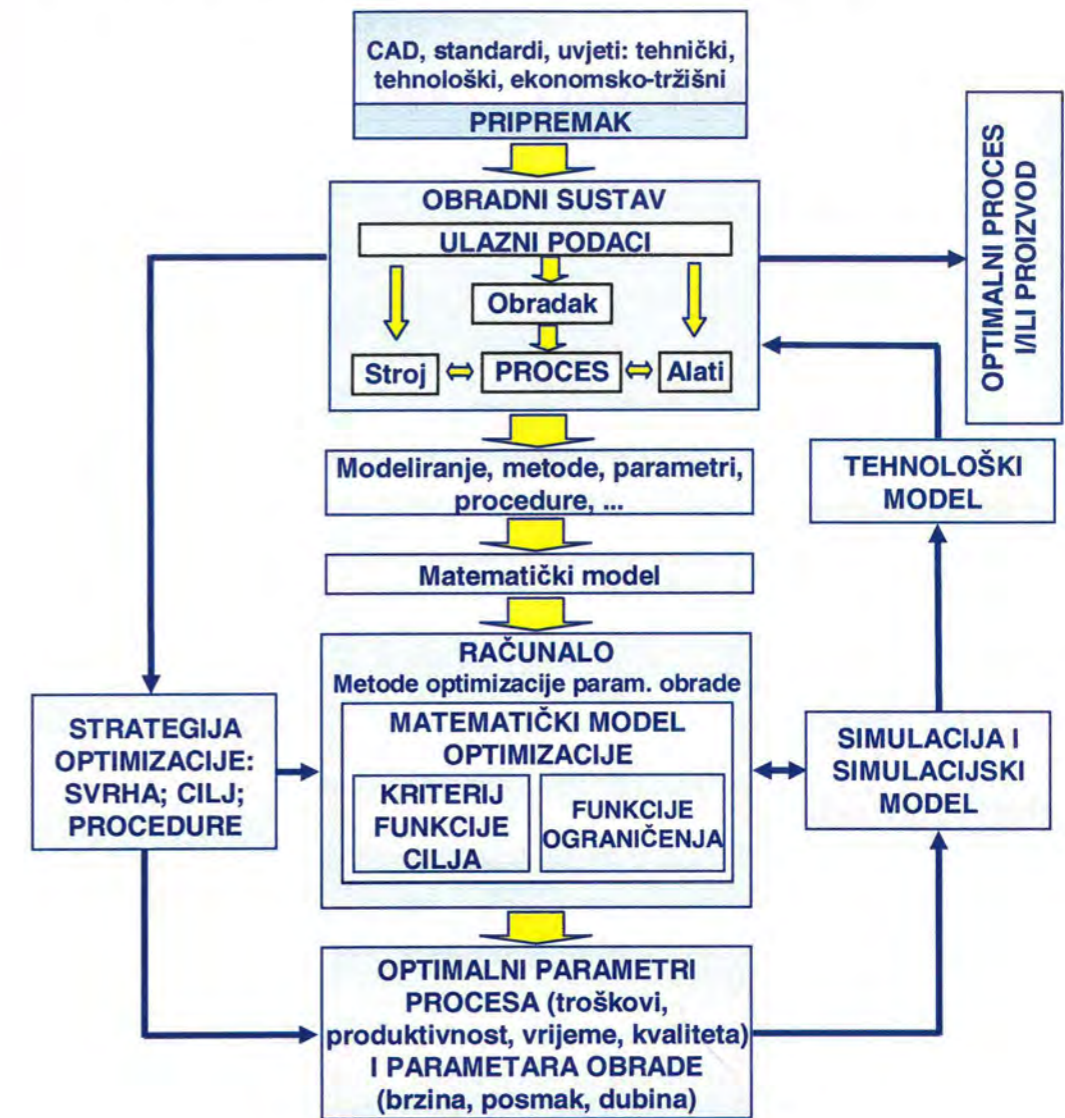 CAD, standardi, uvjeti: tehnički,
tehnološki, ekonomsko-tržišni
PRIPREMAK
OBRADNI SUSTAV
ULAZNI PODACI
Obradak
Stroj
PROCES
Alati
OPTIMALNI PROCES
I/ILI PROIZVOD
Modeliranje, metode, parametri,
procedure, ...
TEHNOLOŠKI
MODEL
Matematički model
RAČUNALO
Metode optimizacije param. obrade
MATEMATIČKI MODEL
OPTIMIZACIJE
KRITERIJ
FUNKCIJE
CILJA
FUNKCIJE
OGRANIČENJA
STRATEGIJA
OPTIMIZACIJE:
SVRHA; CILJ;
PROCEDURE
SIMULACIJA I
SIMULACIJSKI
MODEL
OPTIMALNI PARAMETRI
PROCESA (troškovi,
produktivnost, vrijeme, kvaliteta)
I PARAMETARA OBRADE
(brzina, posmak, dubina)